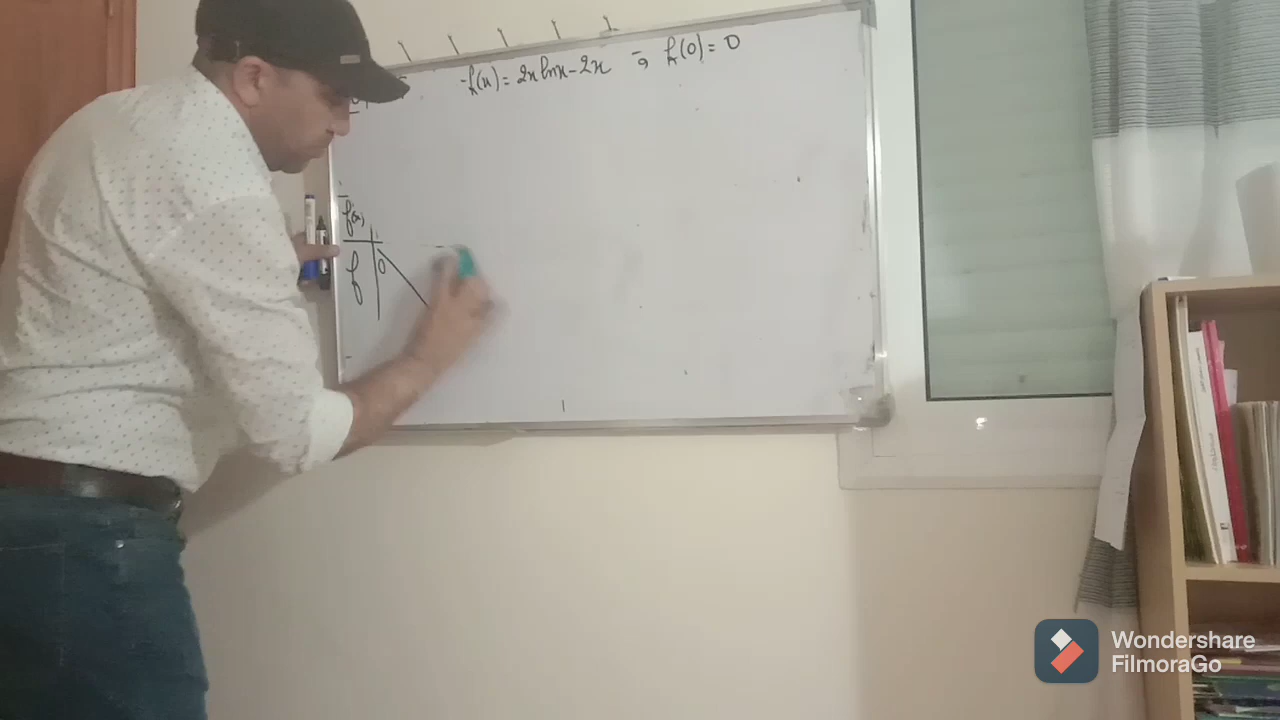 f(x) = 2x ln x - 2x ; f(0) = 0
f'(x)
f 0
Wondershare
FilmoraGo